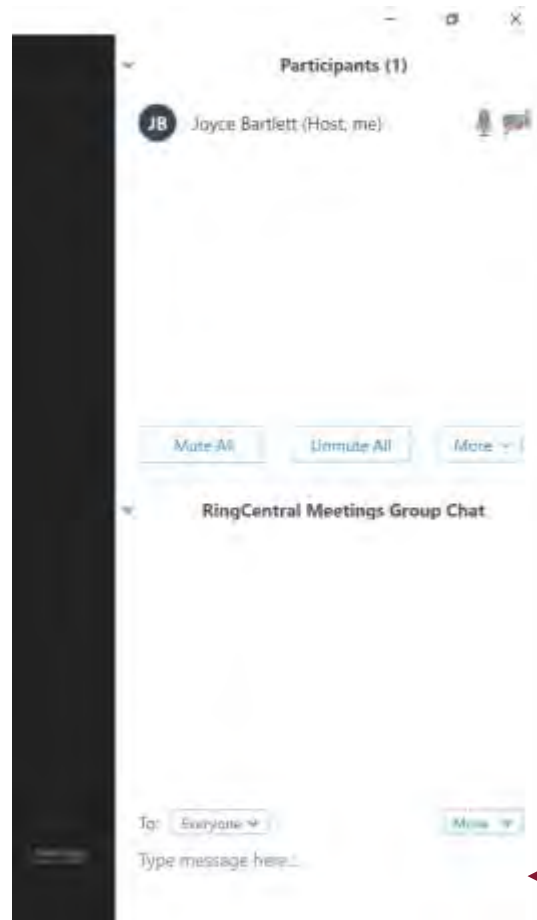 Participants (1)
JB Joyce Bartlett (Host, me)
Mute All Unmute All More
RingCentral Meetings Group Chat
To: Everyone More
Type message here...